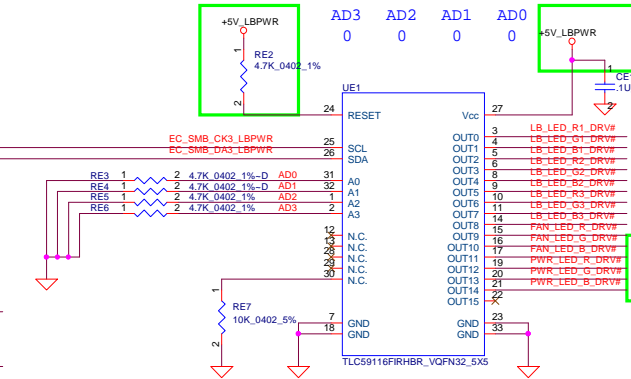 AD3 AD2 AD1 AD0
0 0 0 0
+5V_LBPWR
+5V_LBPWR
1
RE2
4.7K_0402_1%
2
1
CE
.1U
2
UE1
24 RESET
Vcc 27
EC_SMB_CK3_LBPWR 25 SCL
EC_SMB_DA3_LBPWR 26 SDA
RE3 1 2 4.7K_0402_1%-D AD0 31 A0
RE4 1 2 4.7K_0402_1%-D AD1 32 A1
RE5 1 2 4.7K_0402_1% AD2 1 A2
RE6 1 2 4.7K_0402_1% AD3 2 A3
12 N.C.
13 N.C.
28 N.C.
29 N.C.
30 N.C.
OUT0 3 LB_LED_R1_DRV#
OUT1 4 LB_LED_G1_DRV#
OUT2 5 LB_LED_B1_DRV#
OUT3 6 LB_LED_R2_DRV#
OUT4 8 LB_LED_G2_DRV#
OUT5 9 LB_LED_B2_DRV#
OUT6 10 LB_LED_R3_DRV#
OUT7 11 LB_LED_G3_DRV#
OUT8 14 LB_LED_B3_DRV#
OUT9 15 FAN_LED_R_DRV#
OUT10 16 FAN_LED_G_DRV#
OUT11 17 FAN_LED_B_DRV#
OUT12 19 PWR_LED_R_DRV#
OUT13 20 PWR_LED_G_DRV#
OUT14 21 PWR_LED_B_DRV#
OUT15 22
1
RE7
10K_0402_5%
2
7 GND
18 GND
GND 23
GND 33
TLC59116FIRHBR_VQFN32_5X5